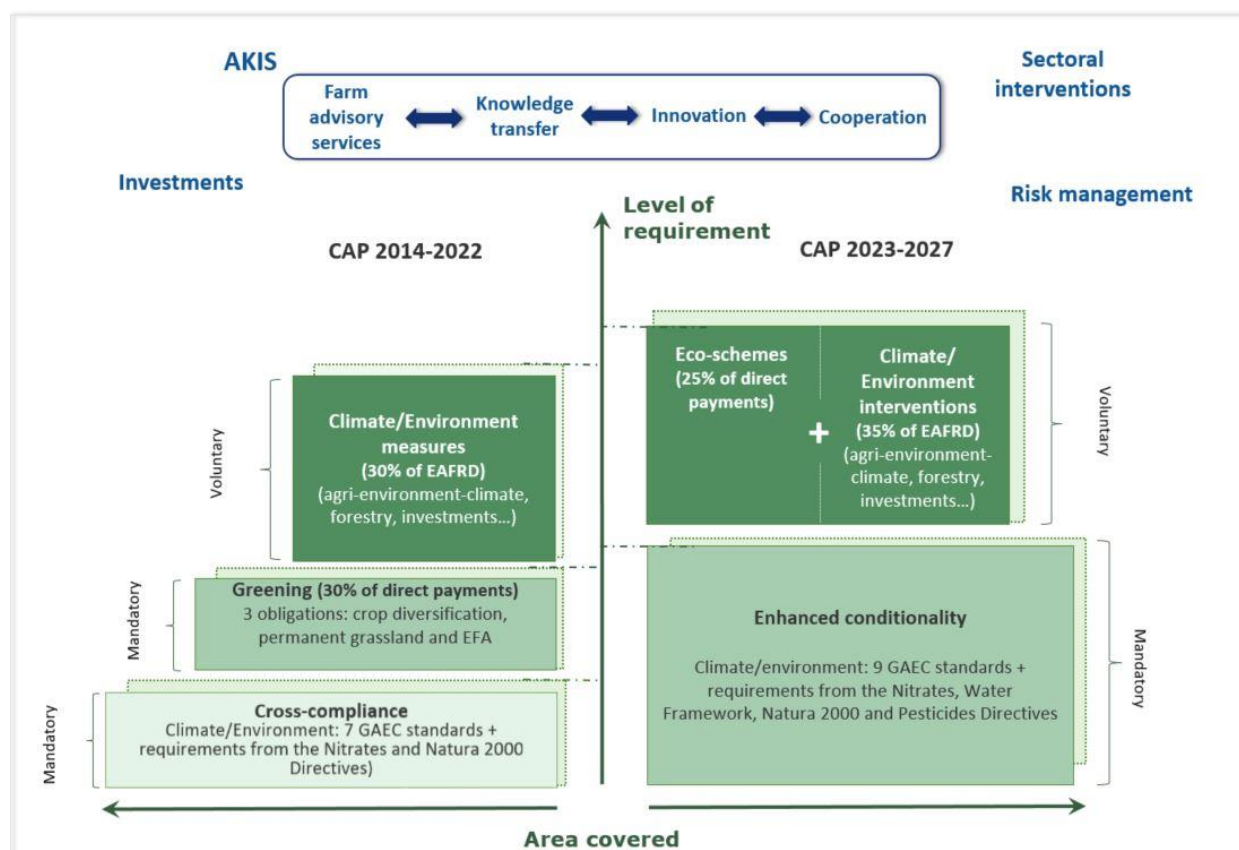 AKIS
Sectoral
interventions
Farm
advisory
services
Knowledge
transfer
Innovation
Cooperation
Investments
Risk management
Level of
requirement
CAP 2014-2022
CAP 2023-2027
Voluntary
Climate/Environment
measures
(30% of EAFRD)
(agri-environment-climate,
forestry, investments…)
Mandatory
Greening (30% of direct payments)
3 obligations: crop diversification,
permanent grassland and EFA
Mandatory
Cross-compliance
Climate/Environment: 7 GAEC standards +
requirements from the Nitrates and Natura 2000
Directives)
Eco-schemes
(25% of direct
payments)
+
Climate/
Environment
interventions
(35% of EAFRD)
(agri-environment-
climate, forestry,
investments…)
Voluntary
Enhanced conditionality
Climate/environment: 9 GAEC standards +
requirements from the Nitrates, Water
Framework, Natura 2000 and Pesticides Directives
Mandatory
Area covered